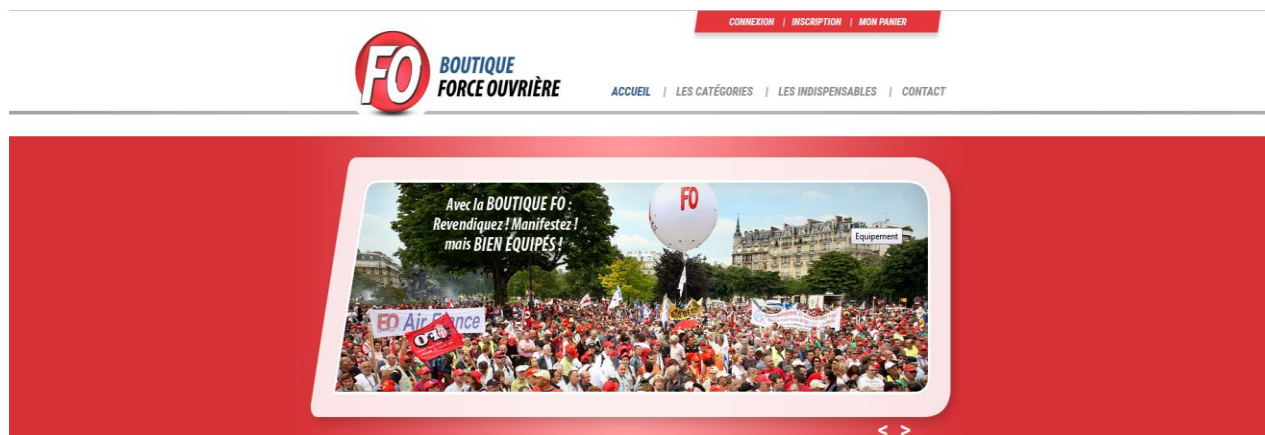 CONNEXION | INSCRIPTION | MON PANIER
FO
BOUTIQUE
FORCE OUVRIÈRE
ACCUEIL | LES CATÉGORIES | LES INDISPENSABLES | CONTACT
Avec la BOUTIQUE FO :
Revendiquez ! Manifestez !
mais BIEN ÉQUIPÉS !
FO
Equipement
FO Air France
FO
< >